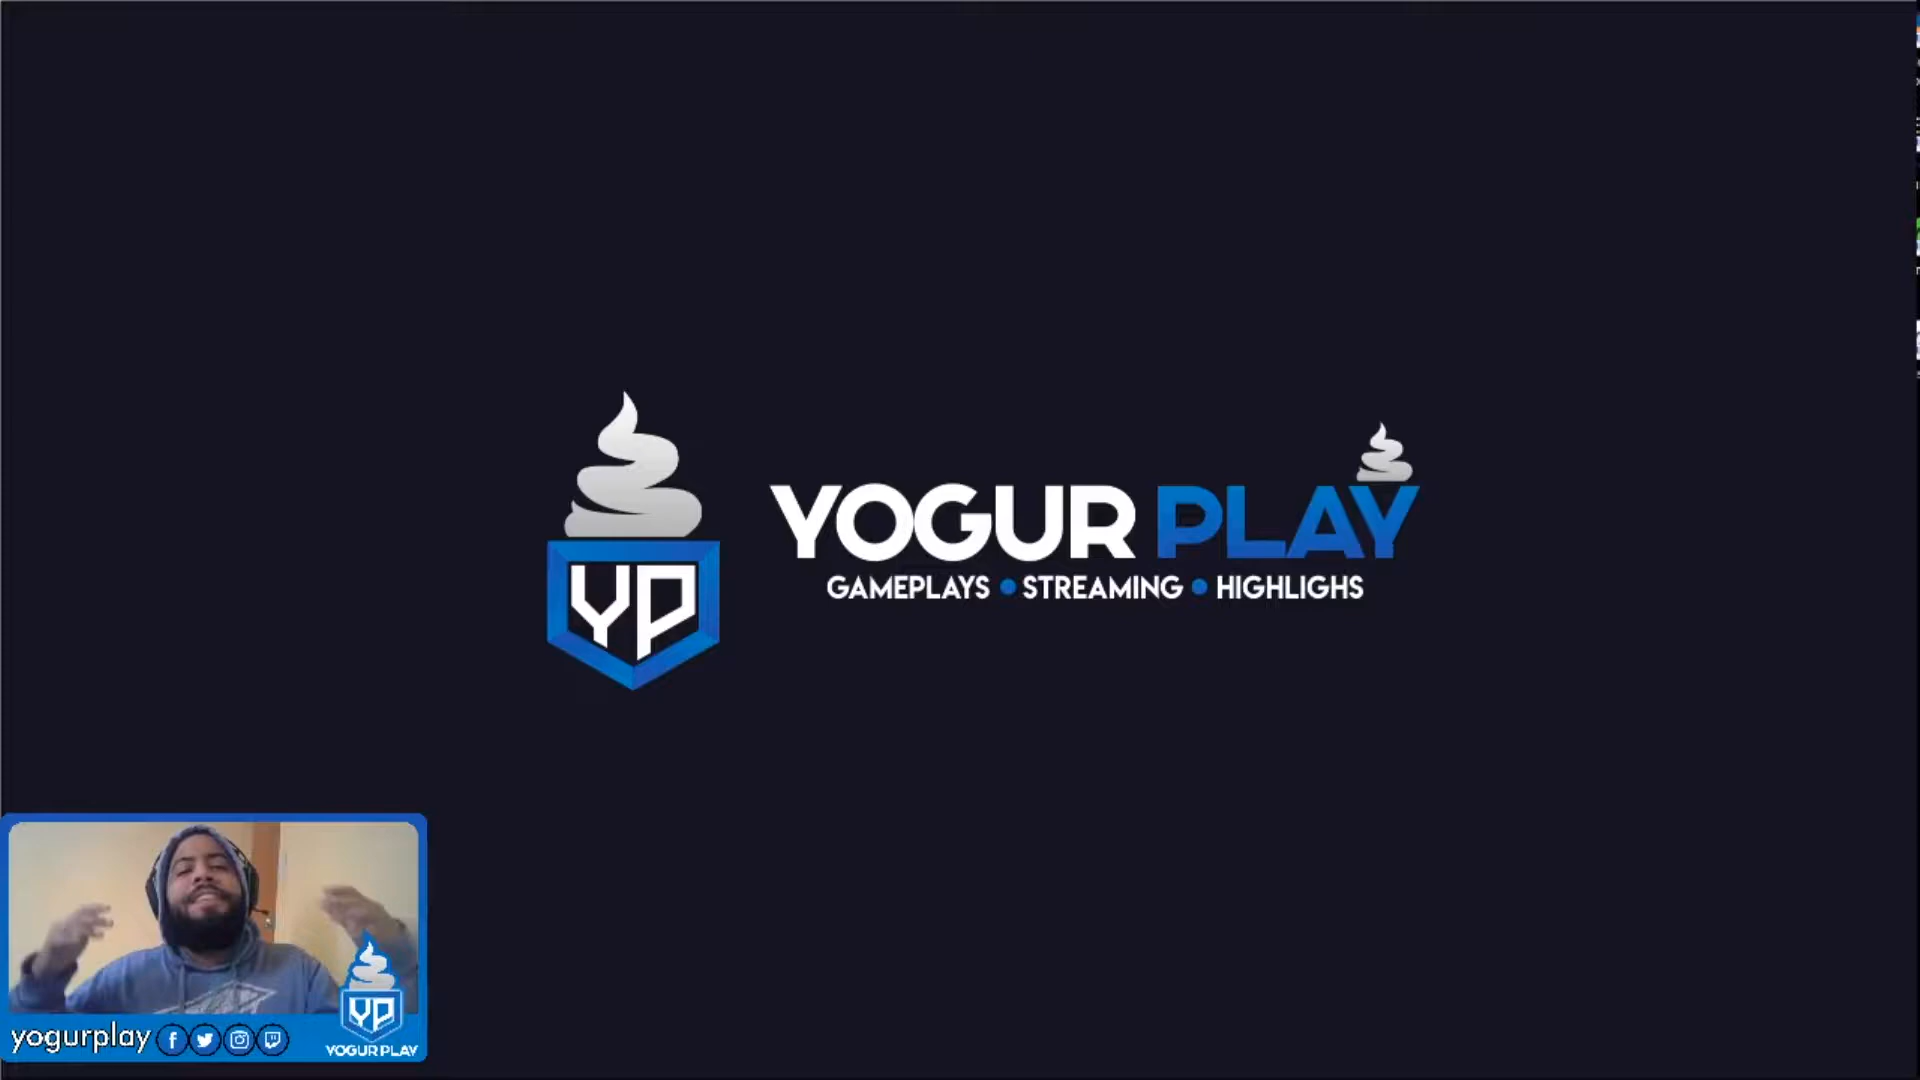 YOGUR PLAY
GAMEPLAYS • STREAMING • HIGHLIGHS
YP
yogurplay
YP
YOGUR PLAY